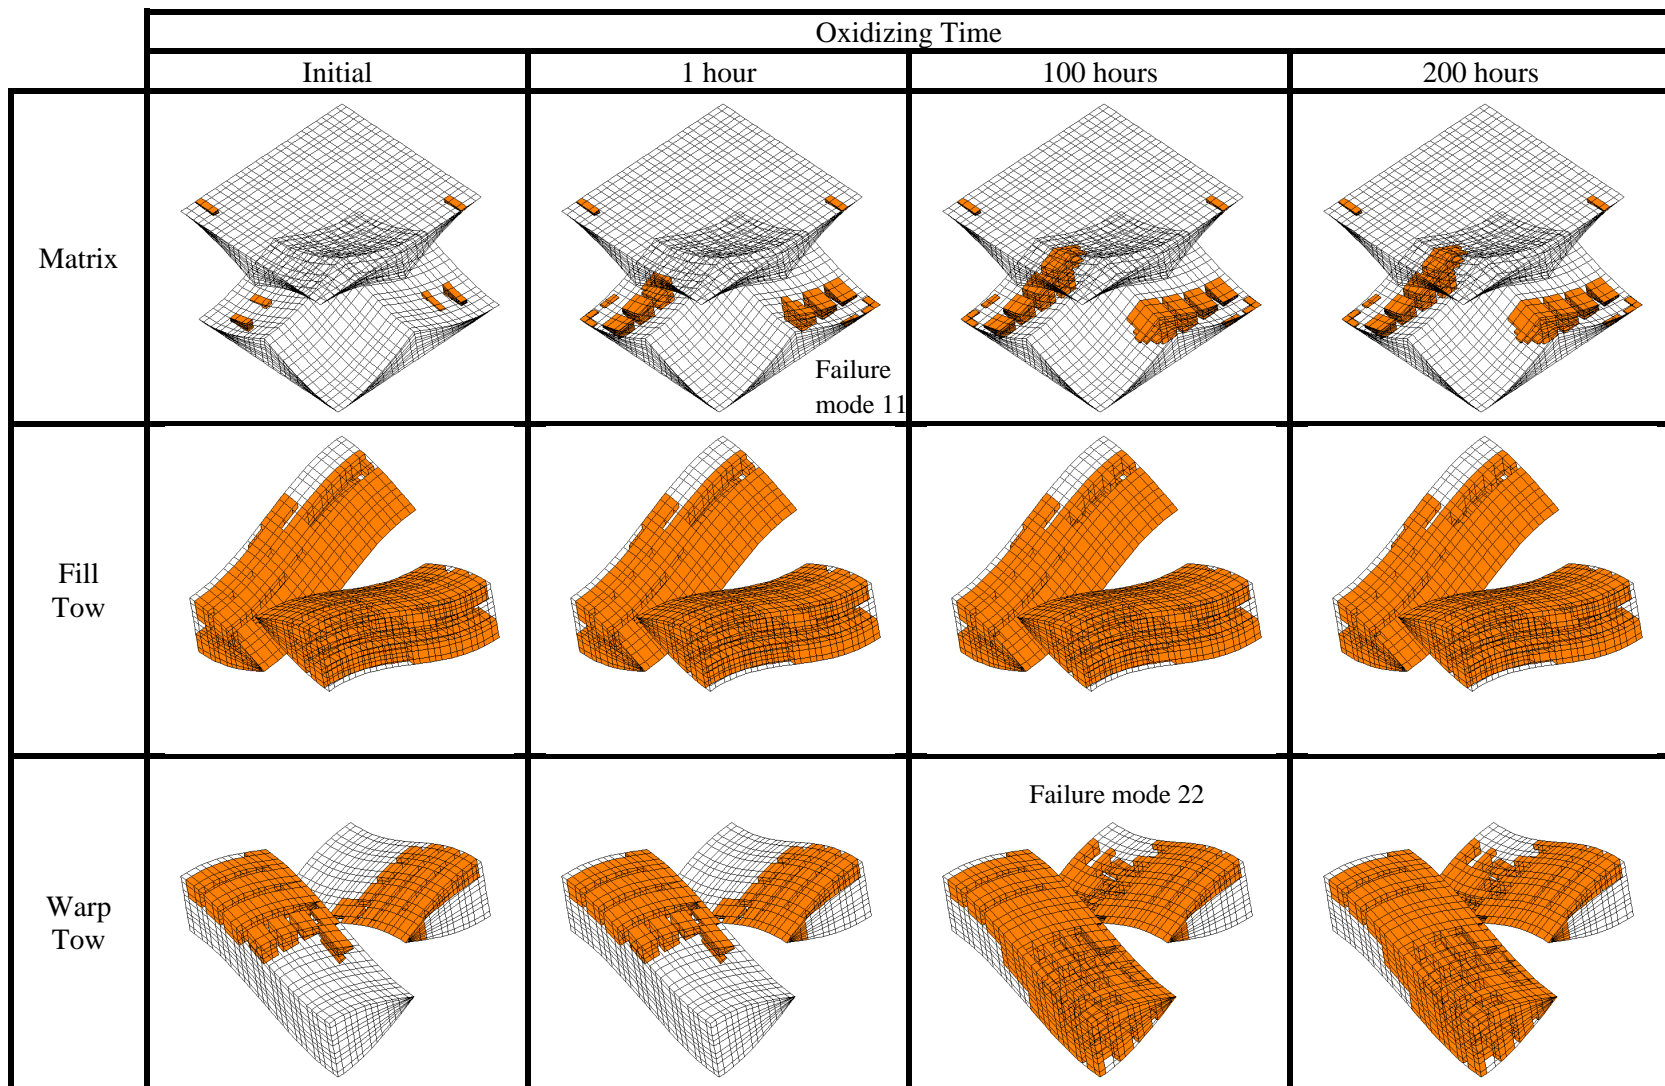 Oxidizing Time
Initial
1 hour
100 hours
200 hours
Matrix
Failure
mode 11
Fill
Tow
Warp
Tow
Failure mode 22